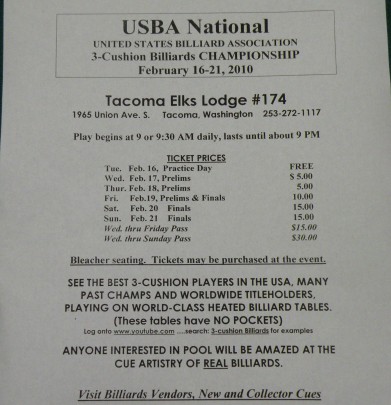 USBA National
UNITED STATES BILLIARD ASSOCIATION
3-Cushion Billiards CHAMPIONSHIP
February 16-21, 2010
Tacoma Elks Lodge #174
1965 Union Ave. S. Tacoma, Washington 253-272-1117
Play begins at 9 or 9:30 AM daily, lasts until about 9 PM
TICKET PRICES
Tue. Feb. 16, Practice Day FREE
Wed. Feb. 17, Prelims $ 5.00
Thur. Feb. 18, Prelims 5.00
Fri. Feb.19, Prelims & Finals 10.00
Sat. Feb. 20 Finals 15.00
Sun. Feb. 21 Finals 15.00
Wed. thru Friday Pass $15.00
Wed. thru Sunday Pass $30.00
Bleacher seating. Tickets may be purchased at the event.
SEE THE BEST 3-CUSHION PLAYERS IN THE USA, MANY
PAST CHAMPS AND WORLDWIDE TITLEHOLDERS,
PLAYING ON WORLD-CLASS HEATED BILLIARD TABLES.
(These tables have NO POCKETS)
Log onto www.youtube.com ....search: 3-cushion Billiards for examples
ANYONE INTERESTED IN POOL WILL BE AMAZED AT THE
CUE ARTISTRY OF REAL BILLIARDS.
Visit Billiards Vendors, New and Collector Cues